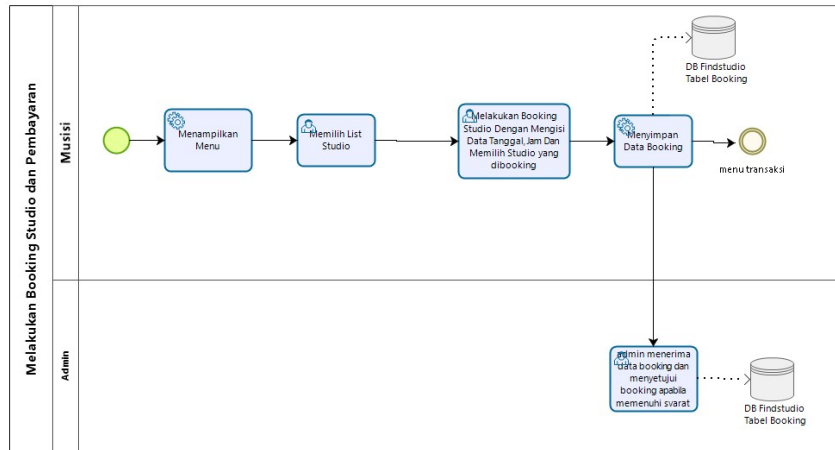 Melakukan Booking Studio dan Pembayaran
Musisi
Menampilkan
Menu
Memilih List
Studio
Melakukan Booking
Studio Dengan Mengisi
Data Tanggal, Jam Dan
Memilih Studio yang
dibooking
Menyimpan
Data Booking
DB Findstudio
Tabel Booking
menu transaksi
Admin
admin menerima
data booking dan
menyetujui
booking apabila
memenuhi syarat
DB Findstudio
Tabel Booking